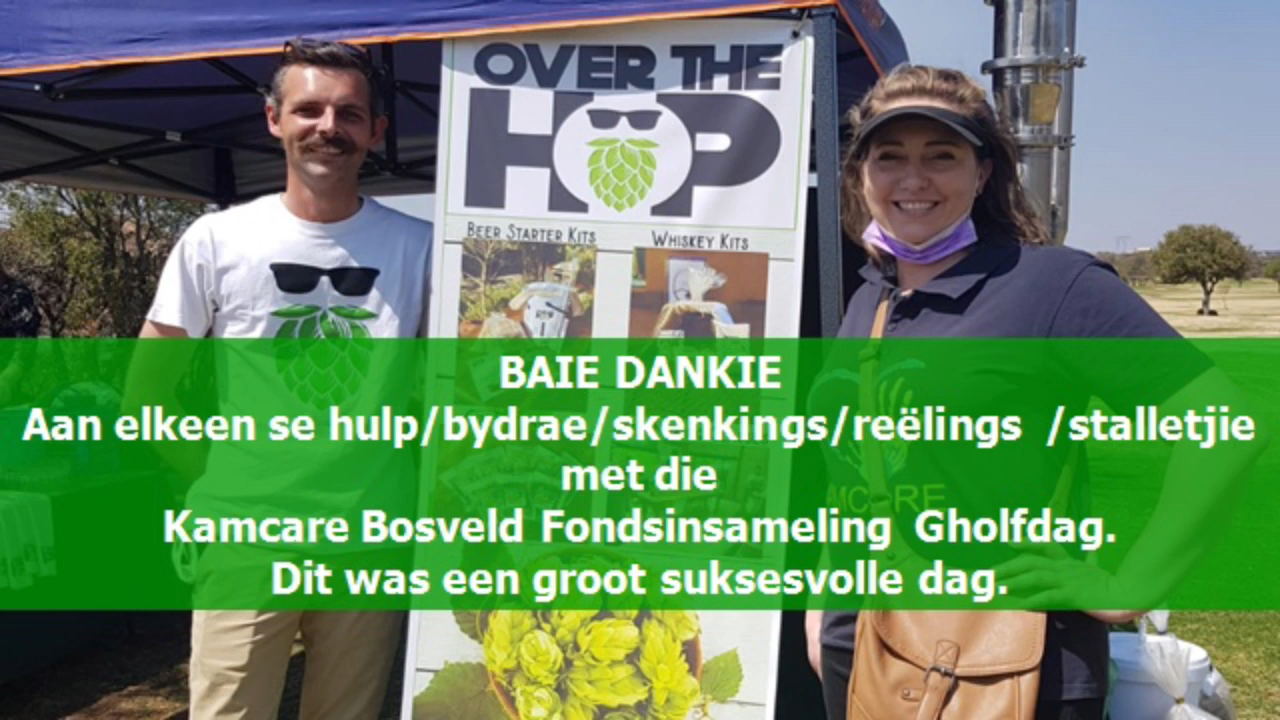 OVER THE
HOP
BEER STARTER KITS WHISKEY KITS
BAIE DANKIE
Aan elkeen se hulp/bydrae/skenkings/reëlings /stalletjie
met die
Kamcare Bosveld Fondsinsameling Gholfdag.
Dit was een groot suksesvolle dag.